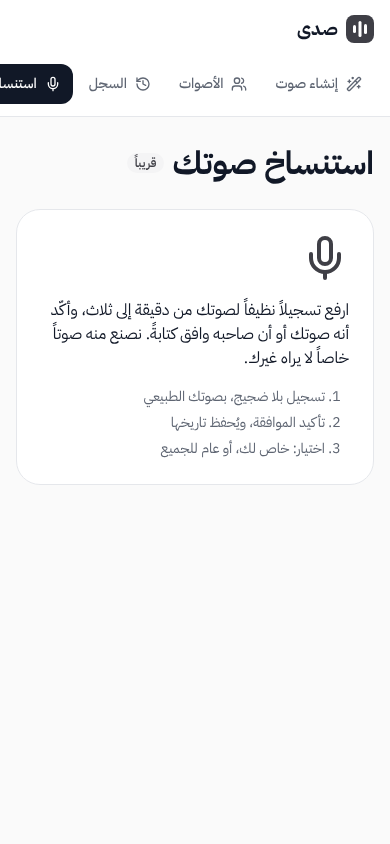 صدى
إنشاء صوت
الأصوات
السجل
استنسا
استنساخ صوتك قريباً
ارفع تسجيلاً نظيفاً لصوتك من دقيقة إلى ثلاث، وأكّد
أنه صوتك أو أن صاحبه وافق كتابةً. نصنع منه صوتاً
خاصاً لا يراه غيرك.
1. تسجيل بلا ضجيج، بصوتك الطبيعي
2. تأكيد الموافقة، ويُحفظ تاريخها
3. اختيار: خاص لك، أو عام للجميع